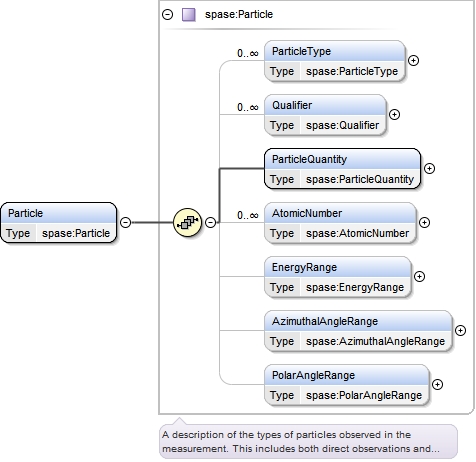 spase:Particle
0..∞
ParticleType
Type spase:ParticleType
0..∞
Qualifier
Type spase:Qualifier
ParticleQuantity
Type spase:ParticleQuantity
Particle
Type spase:Particle
0..∞
AtomicNumber
Type spase:AtomicNumber
EnergyRange
Type spase:EnergyRange
AzimuthalAngleRange
Type spase:AzimuthalAngleRange
PolarAngleRange
Type spase:PolarAngleRange
A description of the types of particles observed in the
measurement. This includes both direct observations and...